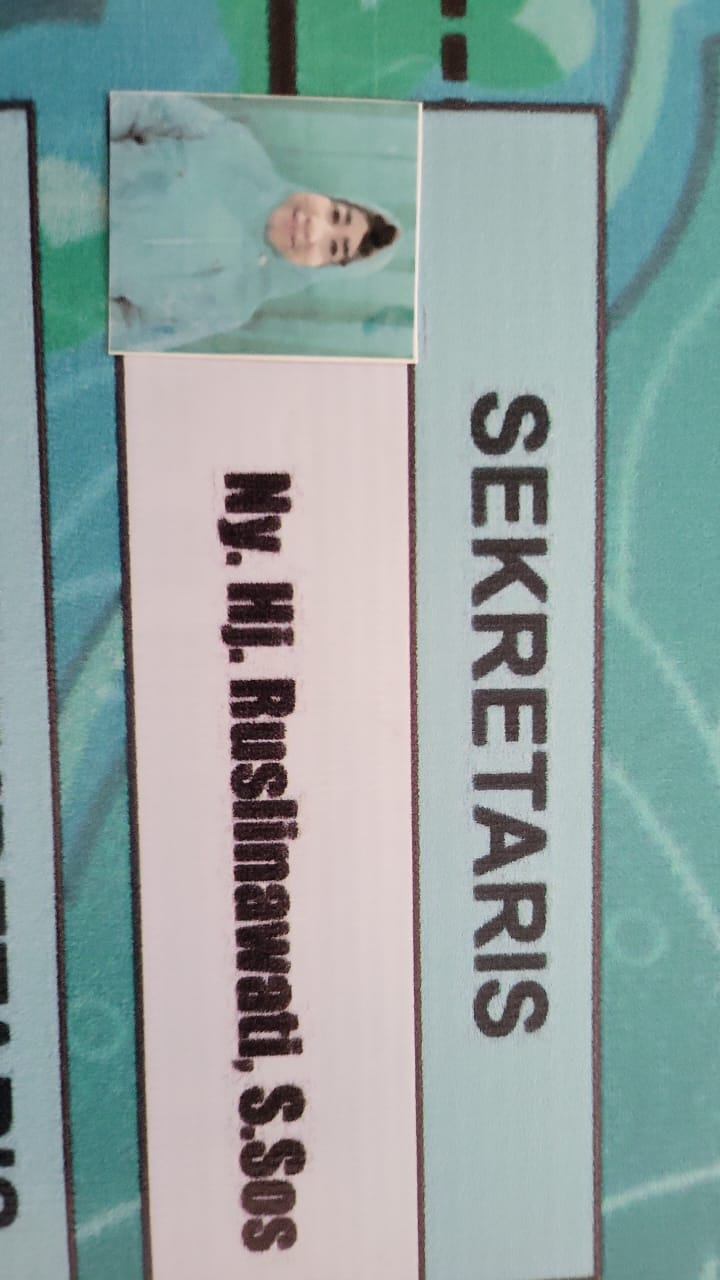 SEKRETARIS
Ny. Hj. Ruslinawati, S.Sos